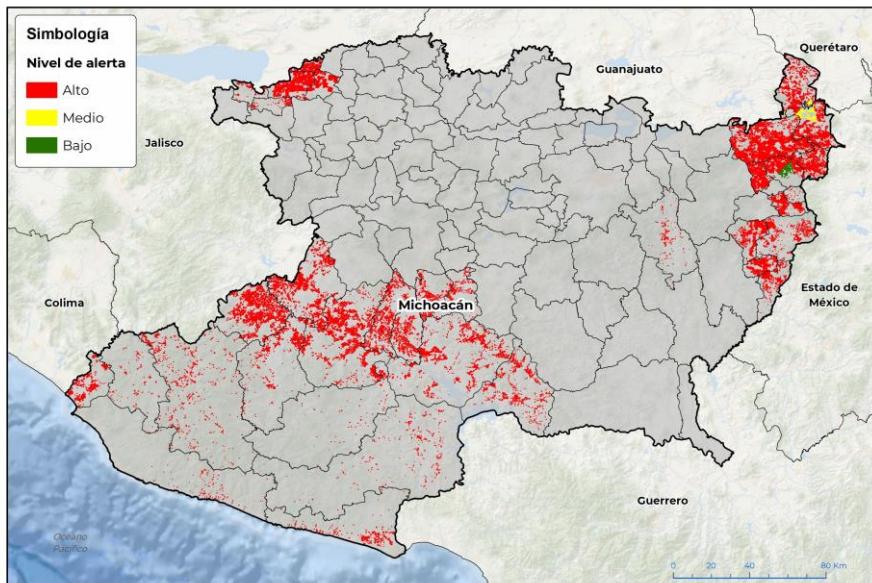 Simbología
Nivel de alerta
Alto
Medio
Bajo
Querétaro
Guanajuato
Jalisco
Colima
Michoacán
Estado de
México
Guerrero
Océano
Pacífico
0 20 40 80 Km